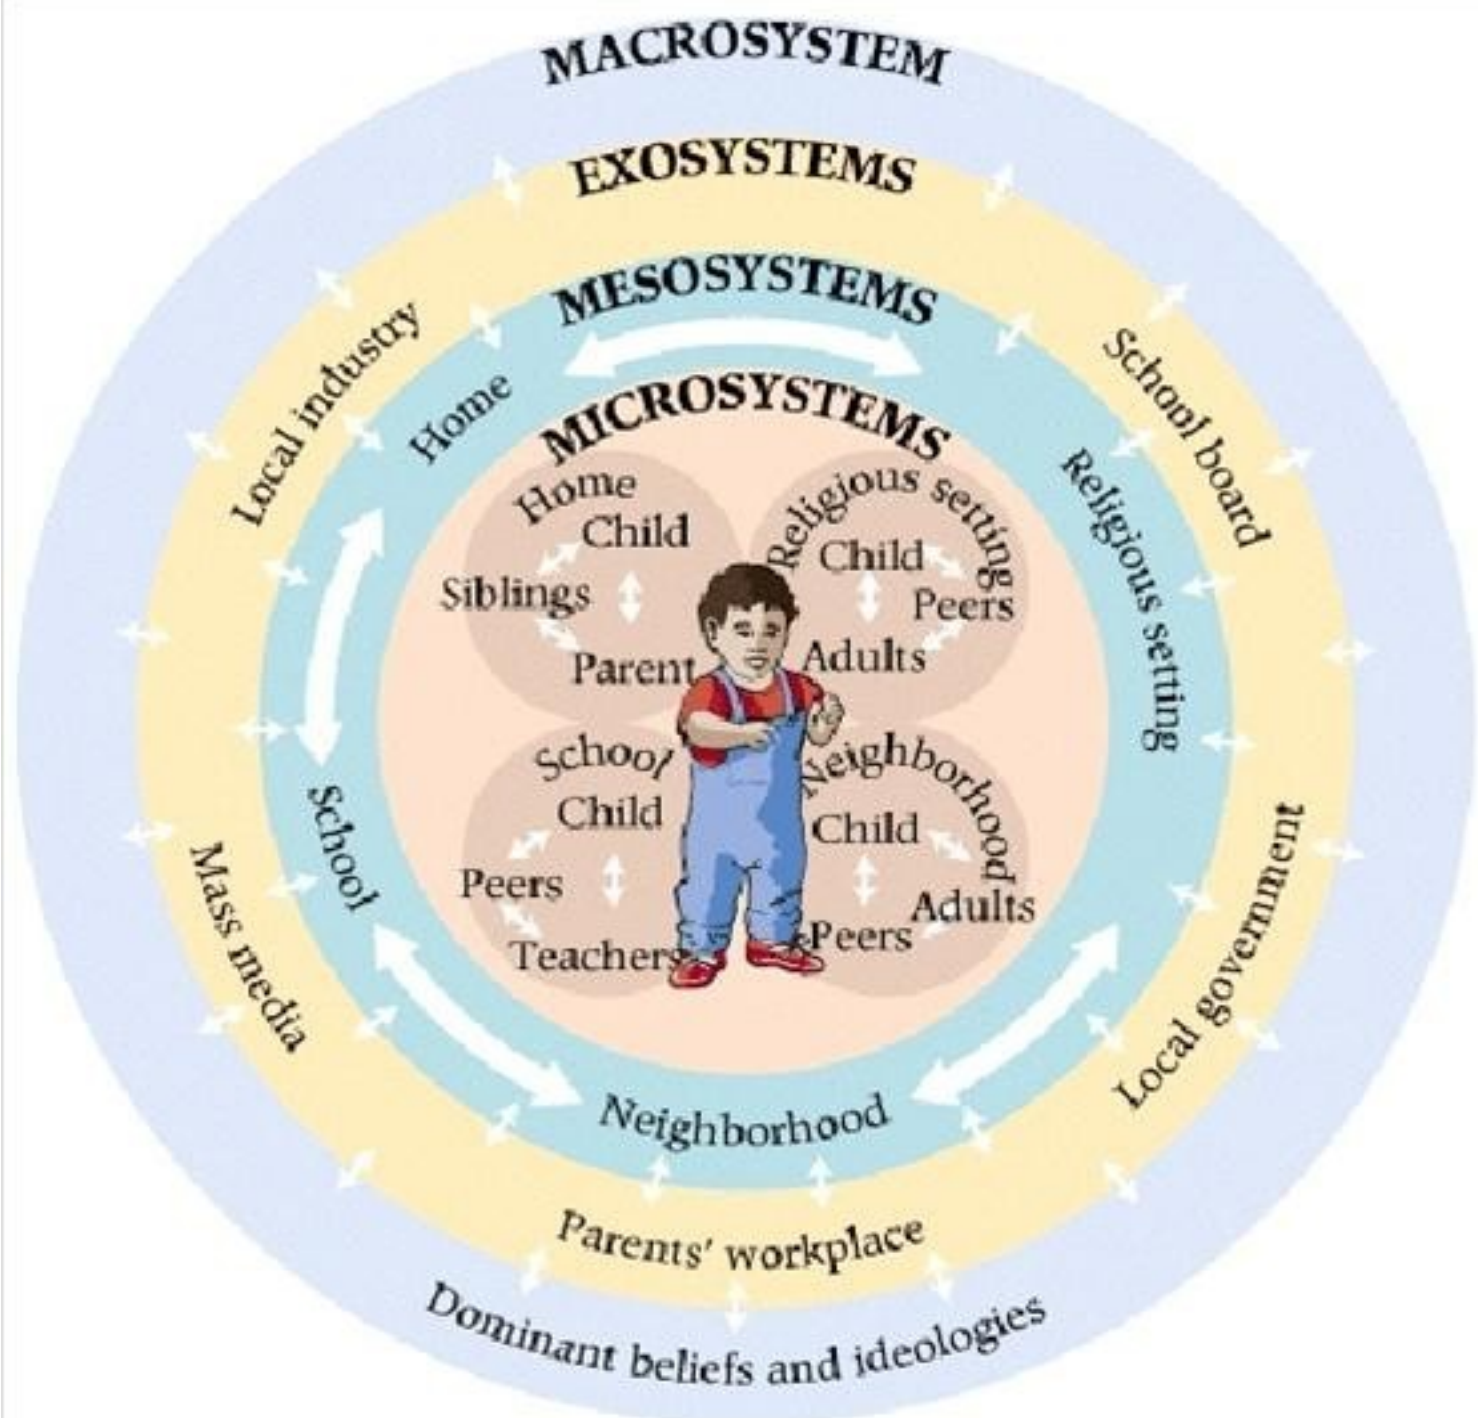 MACROSYSTEM
EXOSYSTEMS
MESOSYSTEMS
MICROSYSTEMS
Local industry
School board
Home
Religious setting
Home
Child
Siblings
Parent
Religious setting
Child
Peers
Adults
School
Child
Peers
Teachers
Neighborhood
Child
Adults
Peers
School
Neighborhood
Mass media
Local government
Parents' workplace
Dominant beliefs and ideologies